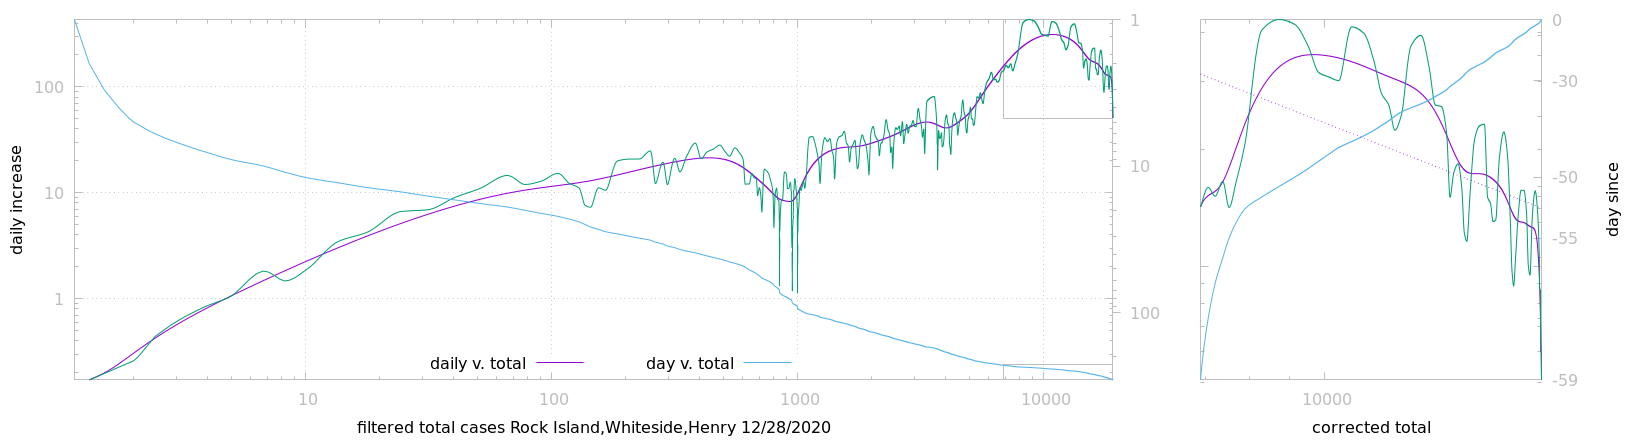 daily increase
100
10
1
1
10
100
daily v. total
day v. total
10
100
1000
10000
filtered total cases Rock Island,Whiteside,Henry 12/28/2020
0
-30
-50
-55
-59
day since
10000
corrected total